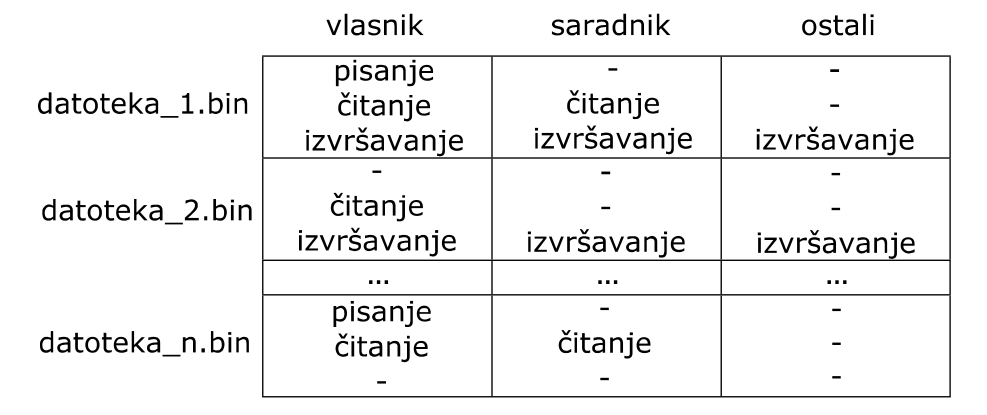 vlasnik saradnik ostali
pisanje - -
datoteka_1.bin čitanje čitanje -
izvršavanje izvršavanje izvršavanje
- - -
datoteka_2.bin čitanje - -
izvršavanje izvršavanje izvršavanje
... ... ...
pisanje - -
datoteka_n.bin čitanje čitanje -
- - -